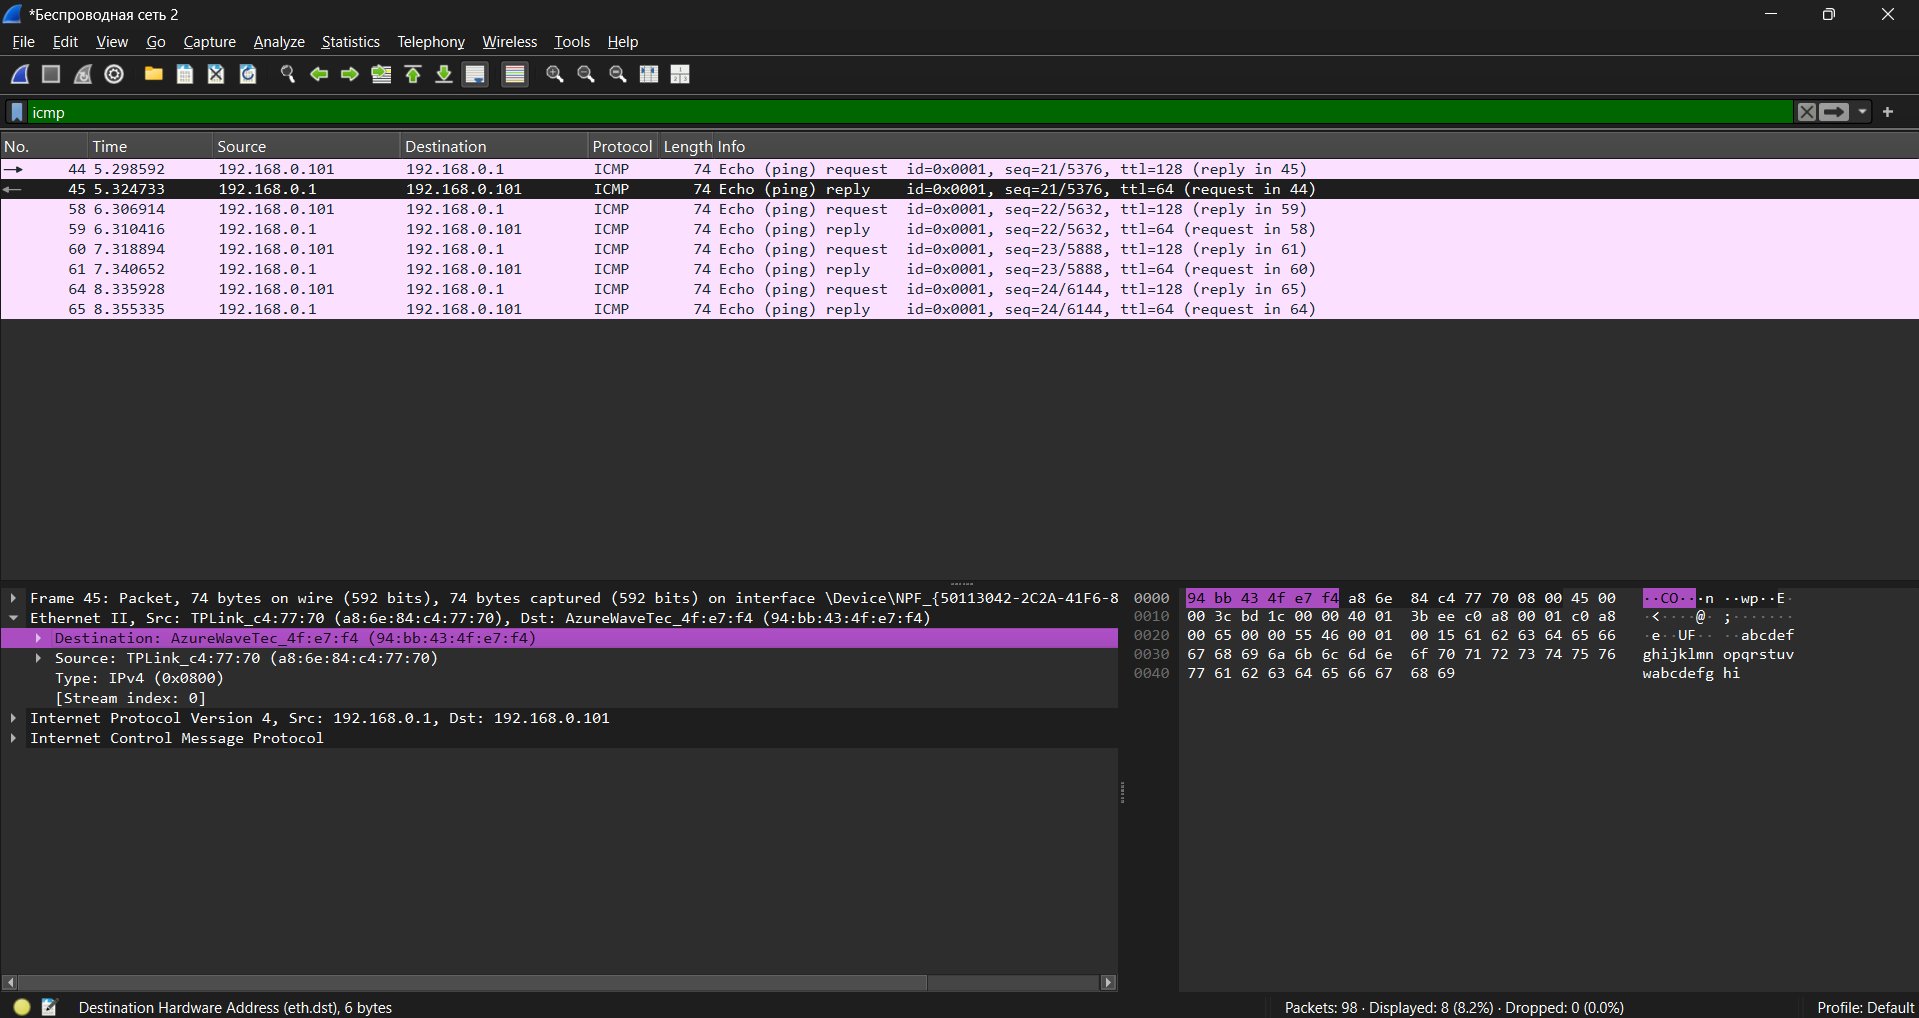 *Беспроводная сеть 2
File Edit View Go Capture Analyze Statistics Telephony Wireless Tools Help
icmp
No. Time Source Destination Protocol Length Info
44 5.298592 192.168.0.101 192.168.0.1 ICMP 74 Echo (ping) request id=0x0001, seq=21/5376, ttl=128 (reply in 45)
45 5.324733 192.168.0.1 192.168.0.101 ICMP 74 Echo (ping) reply id=0x0001, seq=21/5376, ttl=64 (request in 44)
58 6.306914 192.168.0.101 192.168.0.1 ICMP 74 Echo (ping) request id=0x0001, seq=22/5632, ttl=128 (reply in 59)
59 6.310416 192.168.0.1 192.168.0.101 ICMP 74 Echo (ping) reply id=0x0001, seq=22/5632, ttl=64 (request in 58)
60 7.318894 192.168.0.101 192.168.0.1 ICMP 74 Echo (ping) request id=0x0001, seq=23/5888, ttl=128 (reply in 61)
61 7.340652 192.168.0.1 192.168.0.101 ICMP 74 Echo (ping) reply id=0x0001, seq=23/5888, ttl=64 (request in 60)
64 8.335928 192.168.0.101 192.168.0.1 ICMP 74 Echo (ping) request id=0x0001, seq=24/6144, ttl=128 (reply in 65)
65 8.355335 192.168.0.1 192.168.0.101 ICMP 74 Echo (ping) reply id=0x0001, seq=24/6144, ttl=64 (request in 64)
Frame 45: Packet, 74 bytes on wire (592 bits), 74 bytes captured (592 bits) on interface \Device\NPF_{50113042-2C2A-41F6-8
Ethernet II, Src: TPLink_c4:77:70 (a8:6e:84:c4:77:70), Dst: AzureWaveTec_4f:e7:f4 (94:bb:43:4f:e7:f4)
Destination: AzureWaveTec_4f:e7:f4 (94:bb:43:4f:e7:f4)
Source: TPLink_c4:77:70 (a8:6e:84:c4:77:70)
Type: IPv4 (0x0800)
[Stream index: 0]
Internet Protocol Version 4, Src: 192.168.0.1, Dst: 192.168.0.101
Internet Control Message Protocol
0000 94 bb 43 4f e7 f4 a8 6e 84 c4 77 70 08 00 45 00 ··CO···n ··wp··E·
0010 00 3c bd 1c 00 00 40 01 3b ee c0 a8 00 01 c0 a8 ·<····@· ;·······
0020 00 65 00 00 55 46 00 01 00 15 61 62 63 64 65 66 ·e··UF·· ··abcdef
0030 67 68 69 6a 6b 6c 6d 6e 6f 70 71 72 73 74 75 76 ghijklmn opqrstuv
0040 77 61 62 63 64 65 66 67 68 69 wabcdefg hi
Destination Hardware Address (eth.dst), 6 bytes
Packets: 98 · Displayed: 8 (8.2%) · Dropped: 0 (0.0%)
Profile: Default